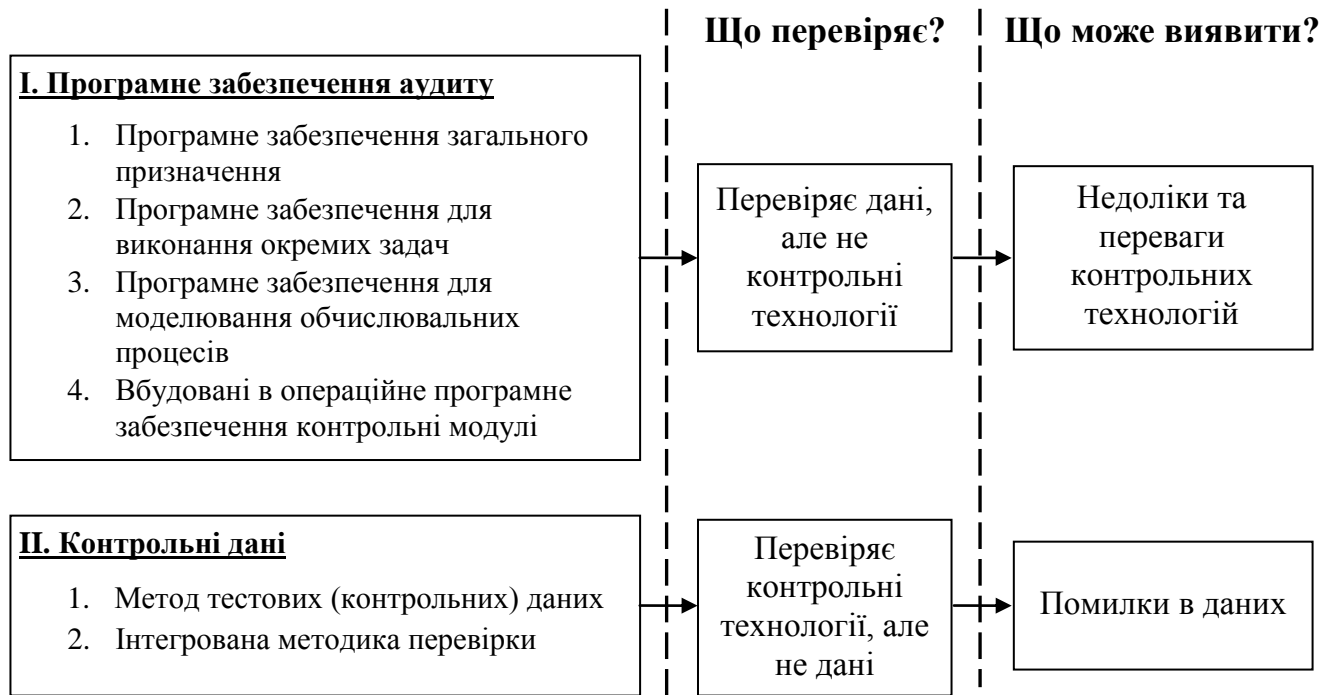 Що перевіряє?
Що може виявити?
І. Програмне забезпечення аудиту
1. Програмне забезпечення загального
призначення
2. Програмне забезпечення для
виконання окремих задач
3. Програмне забезпечення для
моделювання обчислювальних
процесів
4. Вбудовані в операційне програмне
забезпечення контрольні модулі
Перевіряє дані,
але не
контрольні
технології
Недоліки та
переваги
контрольних
технологій
ІІ. Контрольні дані
1. Метод тестових (контрольних) даних
2. Інтегрована методика перевірки
Перевіряє
контрольні
технології, але
не дані
Помилки в даних